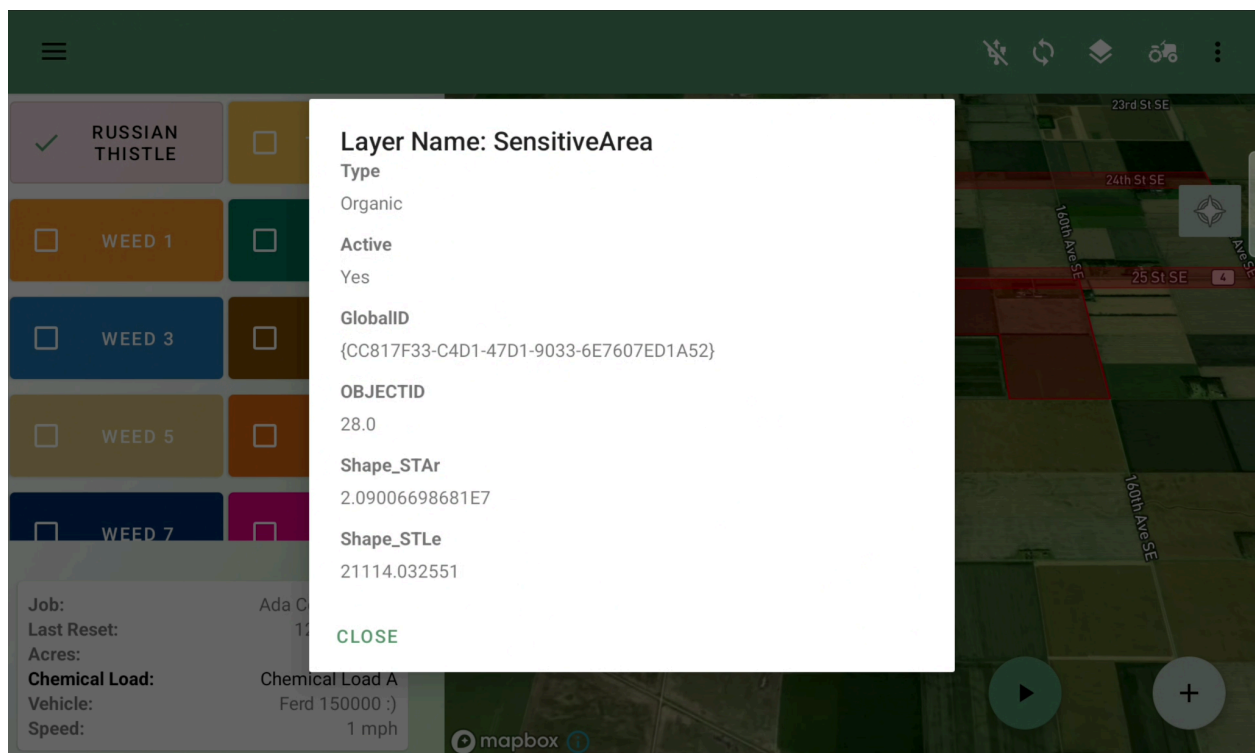 RUSSIAN
THISTLE
WEED 1
WEED 3
WEED 5
WEED 7
Job:
Ada C
Last Reset:
12
Acres:
Chemical Load:
Chemical Load A
Vehicle:
Ferd 150000 :)
Speed:
1 mph
Layer Name: SensitiveArea
Type
Organic
Active
Yes
GlobalID
{CC817F33-C4D1-47D1-9033-6E7607ED1A52}
OBJECTID
28.0
Shape_STAr
2.09006698681E7
Shape_STLe
21114.032551
CLOSE
23rd St SE
24th St SE
160th Ave SE
Ave SE
25 St SE
4
160th Ave SE
mapbox